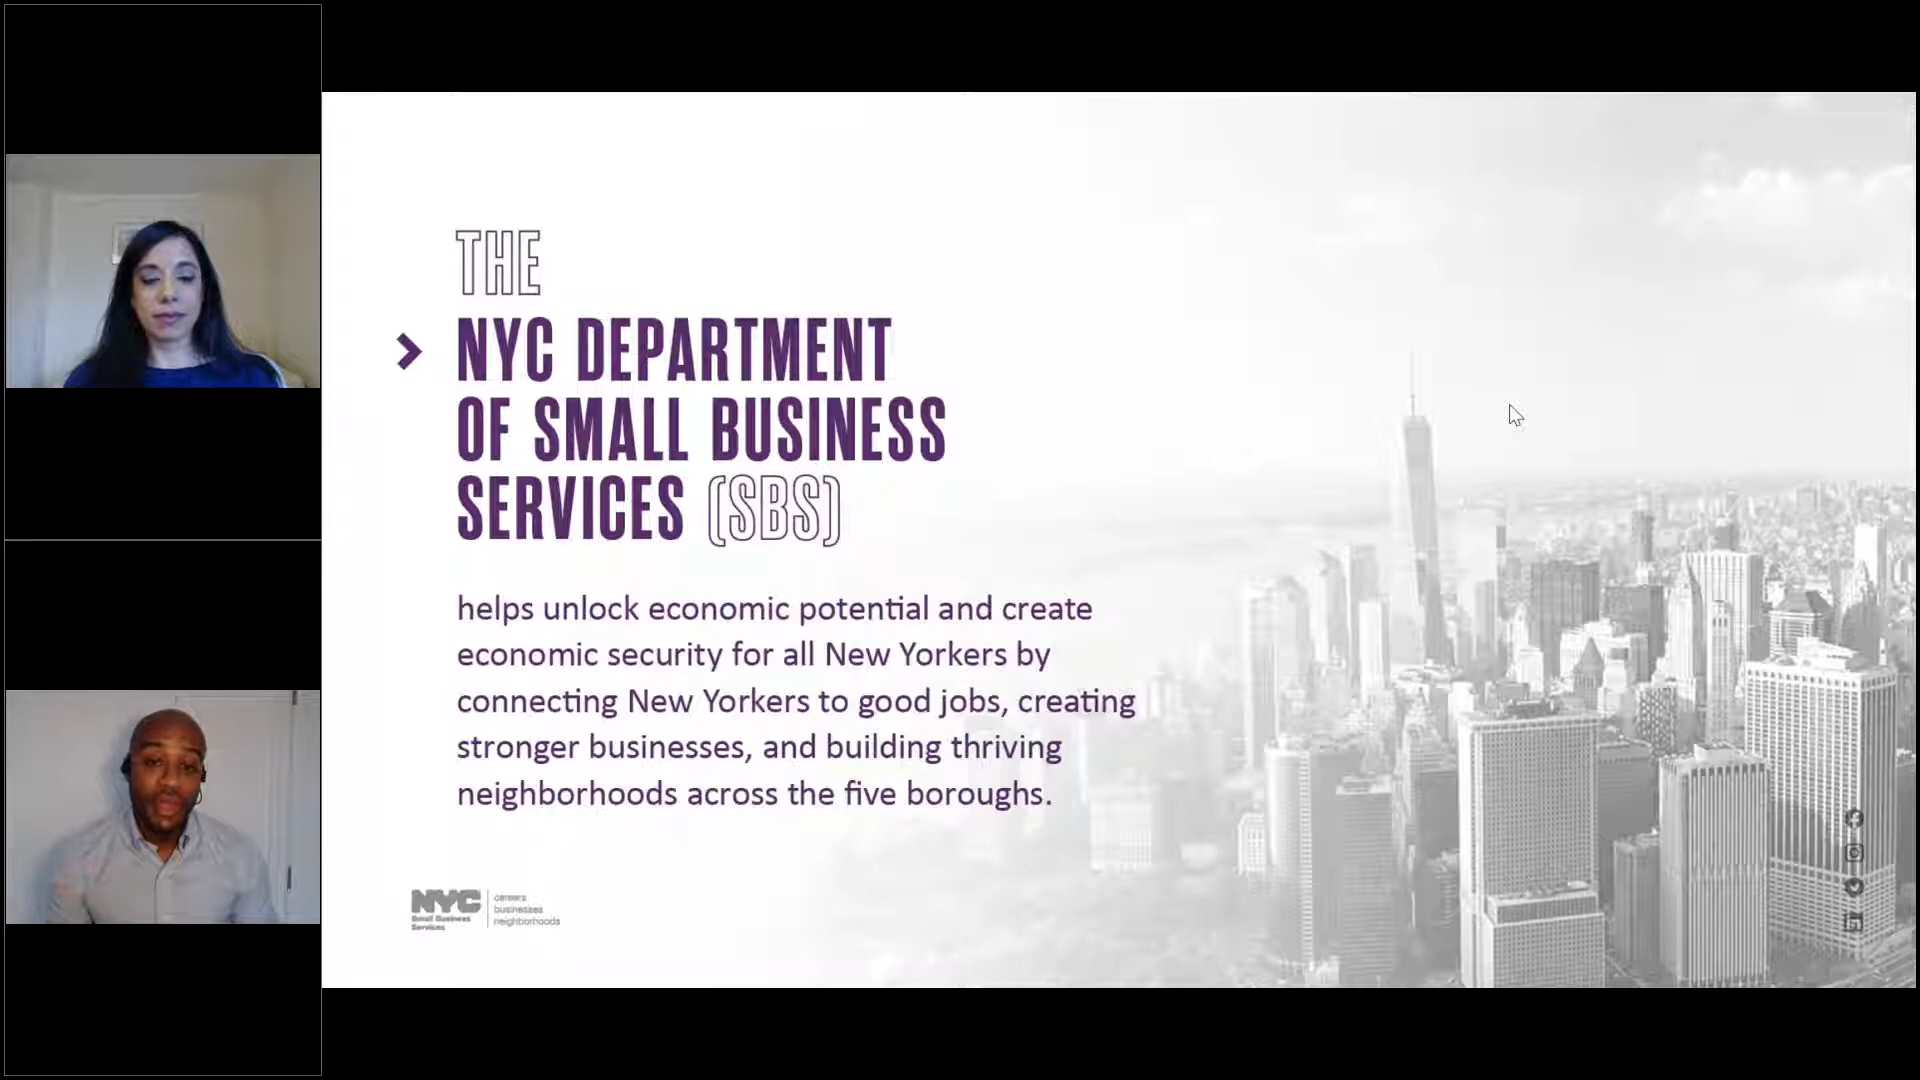 THE
NYC DEPARTMENT
OF SMALL BUSINESS
SERVICES (SBS)
helps unlock economic potential and create
economic security for all New Yorkers by
connecting New Yorkers to good jobs, creating
stronger businesses, and building thriving
neighborhoods across the five boroughs.
NYC
Small Business
Services
careers
businesses
neighborhoods